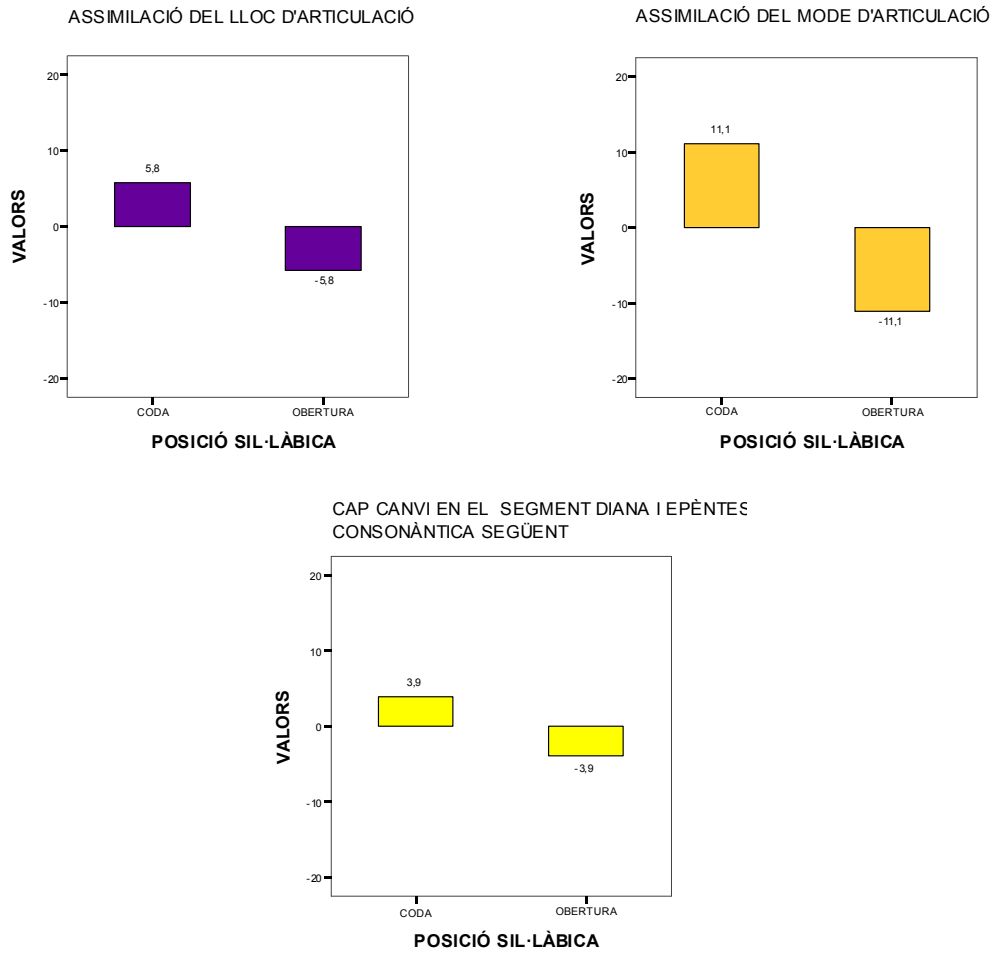 ASSIMILACIÓ DEL LLOC D'ARTICULACIÓ
20
10
0
-10
-20
VALORS
5,8
-5,8
CODA
OBERTURA
POSICIÓ SIL·LÀBICA
ASSIMILACIÓ DEL MODE D'ARTICULACIÓ
20
10
0
-10
-20
VALORS
11,1
-11,1
CODA
OBERTURA
POSICIÓ SIL·LÀBICA
CAP CANVI EN EL SEGMENT DIANA I EPÈNTES
CONSONÀNTICA SEGÜENT
20
10
0
-10
-20
VALORS
3,9
-3,9
CODA
OBERTURA
POSICIÓ SIL·LÀBICA